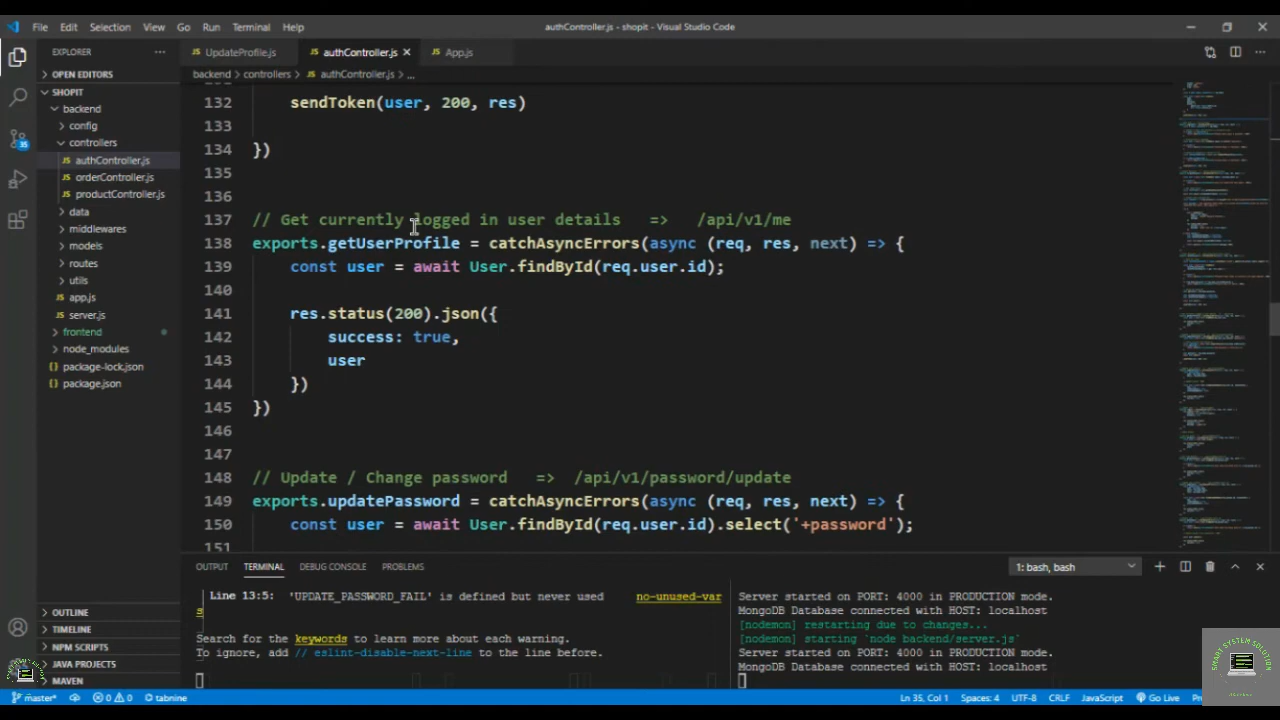 File Edit Selection View Go Run Terminal Help
authController.js - shopit - Visual Studio Code
EXPLORER
UpdateProfile.js
authController.js
App.js
OPEN EDITORS
backend > controllers > authController.js > ...
SHOPIT
backend
config
controllers
authController.js
orderController.js
productController.js
data
middlewares
models
routes
utils
app.js
server.js
frontend
node_modules
package-lock.json
package.json
OUTLINE
TIMELINE
NPM SCRIPTS
JAVA PROJECTS
MAVEN
132 sendToken(user, 200, res)
133
134 })
135
136
137 // Get currently logged in user details => /api/v1/me
138 exports.getUserProfile = catchAsyncErrors(async (req, res, next) => {
139 const user = await User.findById(req.user.id);
140
141 res.status(200).json({
142 success: true,
143 user
144 })
145 })
146
147
148 // Update / Change password => /api/v1/password/update
149 exports.updatePassword = catchAsyncErrors(async (req, res, next) => {
150 const user = await User.findById(req.user.id).select('+password');
151
OUTPUT TERMINAL DEBUG CONSOLE PROBLEMS
1: bash, bash
Line 13:5: 'UPDATE_PASSWORD_FAIL' is defined but never used no-unused-var
s
Search for the keywords to learn more about each warning.
To ignore, add // eslint-disable-next-line to the line before.
Server started on PORT: 4000 in PRODUCTION mode.
MongoDB Database connected with HOST: localhost
[nodemon] restarting due to changes...
[nodemon] starting `node backend/server.js`
Server started on PORT: 4000 in PRODUCTION mode.
MongoDB Database connected with HOST: localhost
35
master* 0 0 tabnine
Ln 35, Col 1 Spaces: 4 UTF-8 CRLF JavaScript Go Live
SMART SYSTEM SOLUTION